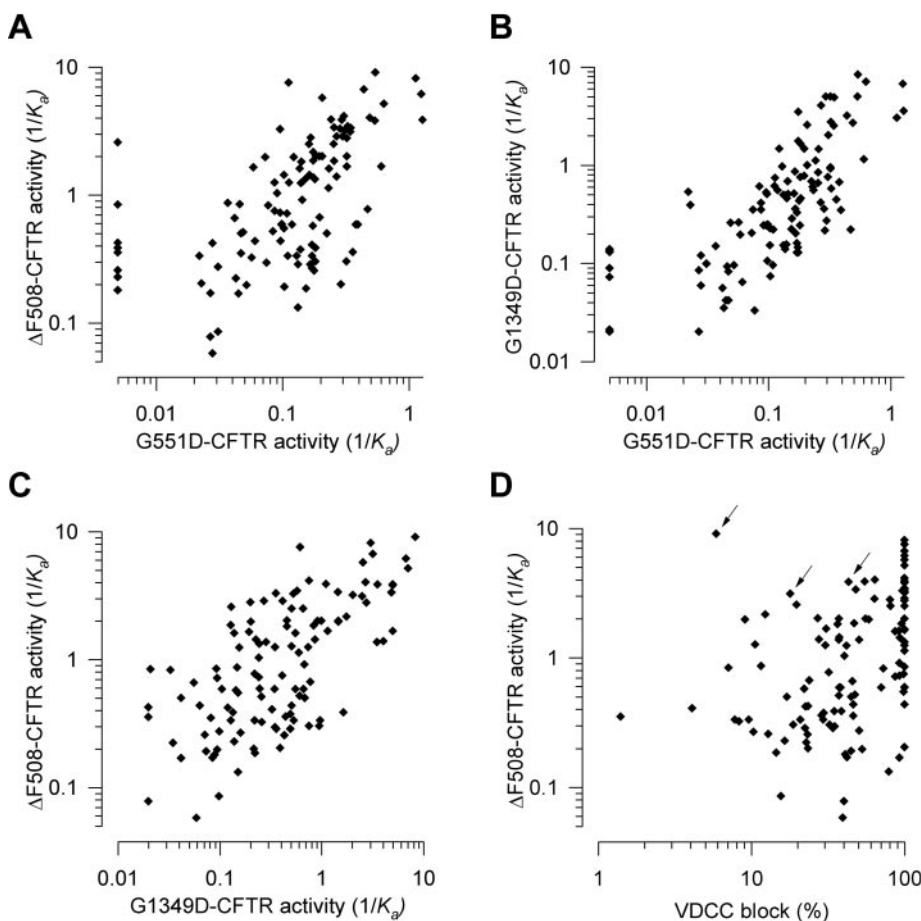 A
10
1
0.1
ΔF508-CFTR activity (1/Ka)
0.01 0.1 1
G551D-CFTR activity (1/Ka)
B
10
1
0.1
0.01
G1349D-CFTR activity (1/Ka)
0.01 0.1 1
G551D-CFTR activity (1/Ka)
C
10
1
0.1
ΔF508-CFTR activity (1/Ka)
0.01 0.1 1 10
G1349D-CFTR activity (1/Ka)
D
10
1
0.1
ΔF508-CFTR activity (1/Ka)
1 10 100
VDCC block (%)